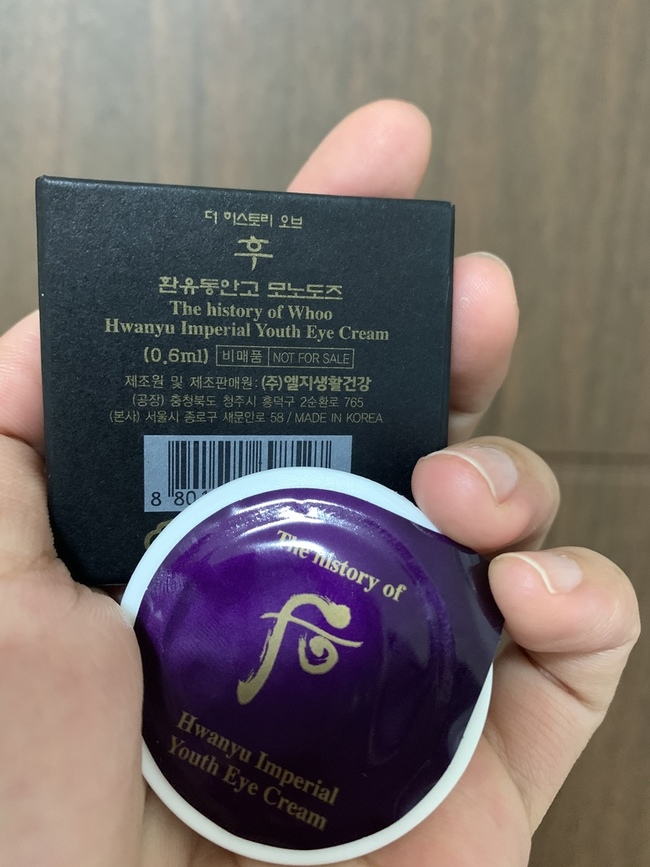 더 히스토리 오브
후
환유동안고 모노도즈
The history of Whoo
Hwanyu Imperial Youth Eye Cream
(0.6ml) 비매품 NOT FOR SALE
제조원 및 제조판매원: (주)엘지생활건강
(공장) 충청북도 청주시 흥덕구 2순환로 765
(본사) 서울시 종로구 새문안로 58 / MADE IN KOREA
8 801
The history of
후
Hwanyu Imperial
Youth Eye Cream